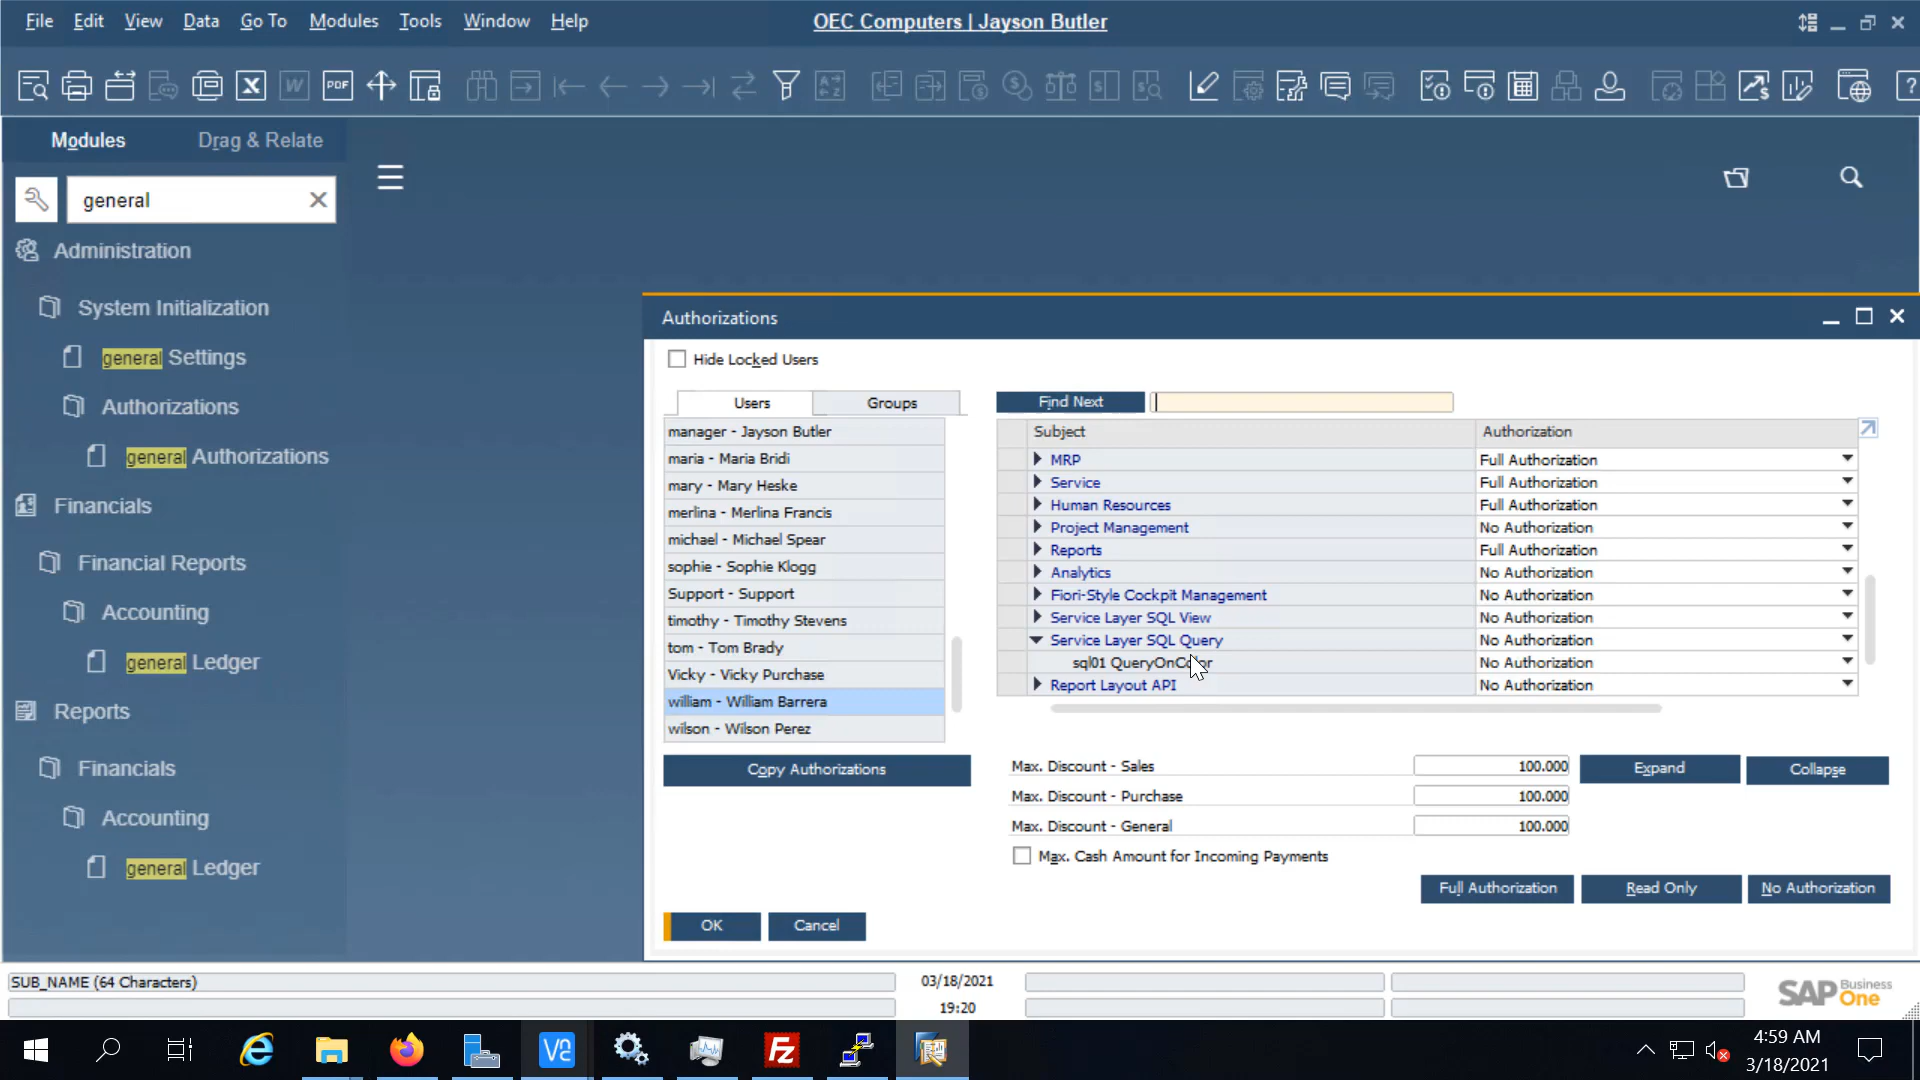 File Edit View Data Go To Modules Tools Window Help
OEC Computers | Jayson Butler
Modules Drag & Relate
general
Administration
System Initialization
general Settings
Authorizations
general Authorizations
Financials
Financial Reports
Accounting
general Ledger
Reports
Financials
Accounting
general Ledger
Authorizations
Hide Locked Users
Users Groups
manager - Jayson Butler
maria - Maria Bridi
mary - Mary Heske
merlina - Merlina Francis
michael - Michael Spear
sophie - Sophie Klogg
Support - Support
timothy - Timothy Stevens
tom - Tom Brady
Vicky - Vicky Purchase
william - William Barrera
wilson - Wilson Perez
Copy Authorizations
Find Next
Subject Authorization
MRP Full Authorization
Service Full Authorization
Human Resources Full Authorization
Project Management No Authorization
Reports Full Authorization
Analytics No Authorization
Fiori-Style Cockpit Management No Authorization
Service Layer SQL View No Authorization
Service Layer SQL Query No Authorization
sql01 QueryOnColor No Authorization
Report Layout API No Authorization
Max. Discount - Sales 100.000
Max. Discount - Purchase 100.000
Max. Discount - General 100.000
Max. Cash Amount for Incoming Payments
Expand Collapse
Full Authorization Read Only No Authorization
OK Cancel
SUB_NAME (64 Characters)
03/18/2021
19:20
SAP Business One
4:59 AM
3/18/2021